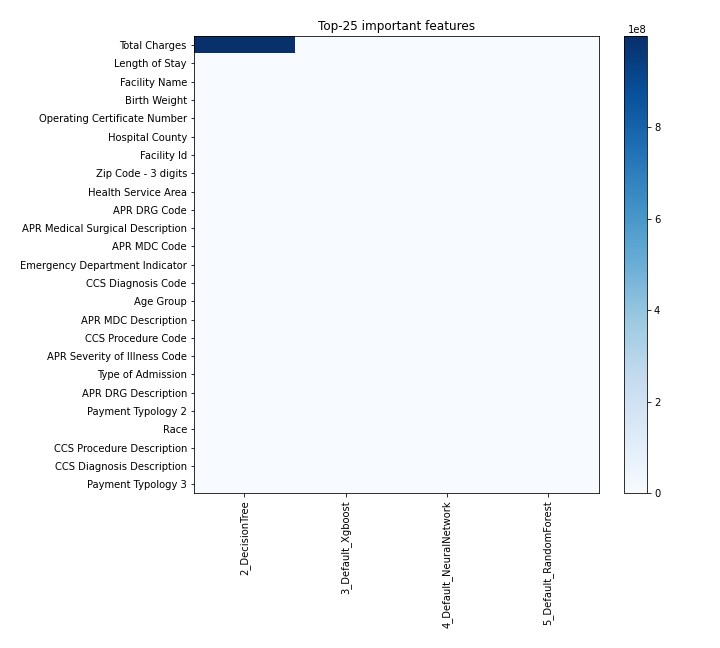 Top-25 important features
1e8
Total Charges
Length of Stay
Facility Name
Birth Weight
Operating Certificate Number
Hospital County
Facility Id
Zip Code - 3 digits
Health Service Area
APR DRG Code
APR Medical Surgical Description
APR MDC Code
Emergency Department Indicator
CCS Diagnosis Code
Age Group
APR MDC Description
CCS Procedure Code
APR Severity of Illness Code
Type of Admission
APR DRG Description
Payment Typology 2
Race
CCS Procedure Description
CCS Diagnosis Description
Payment Typology 3
8
6
4
2
0
2_DecisionTree
3_Default_Xgboost
4_Default_NeuralNetwork
5_Default_RandomForest